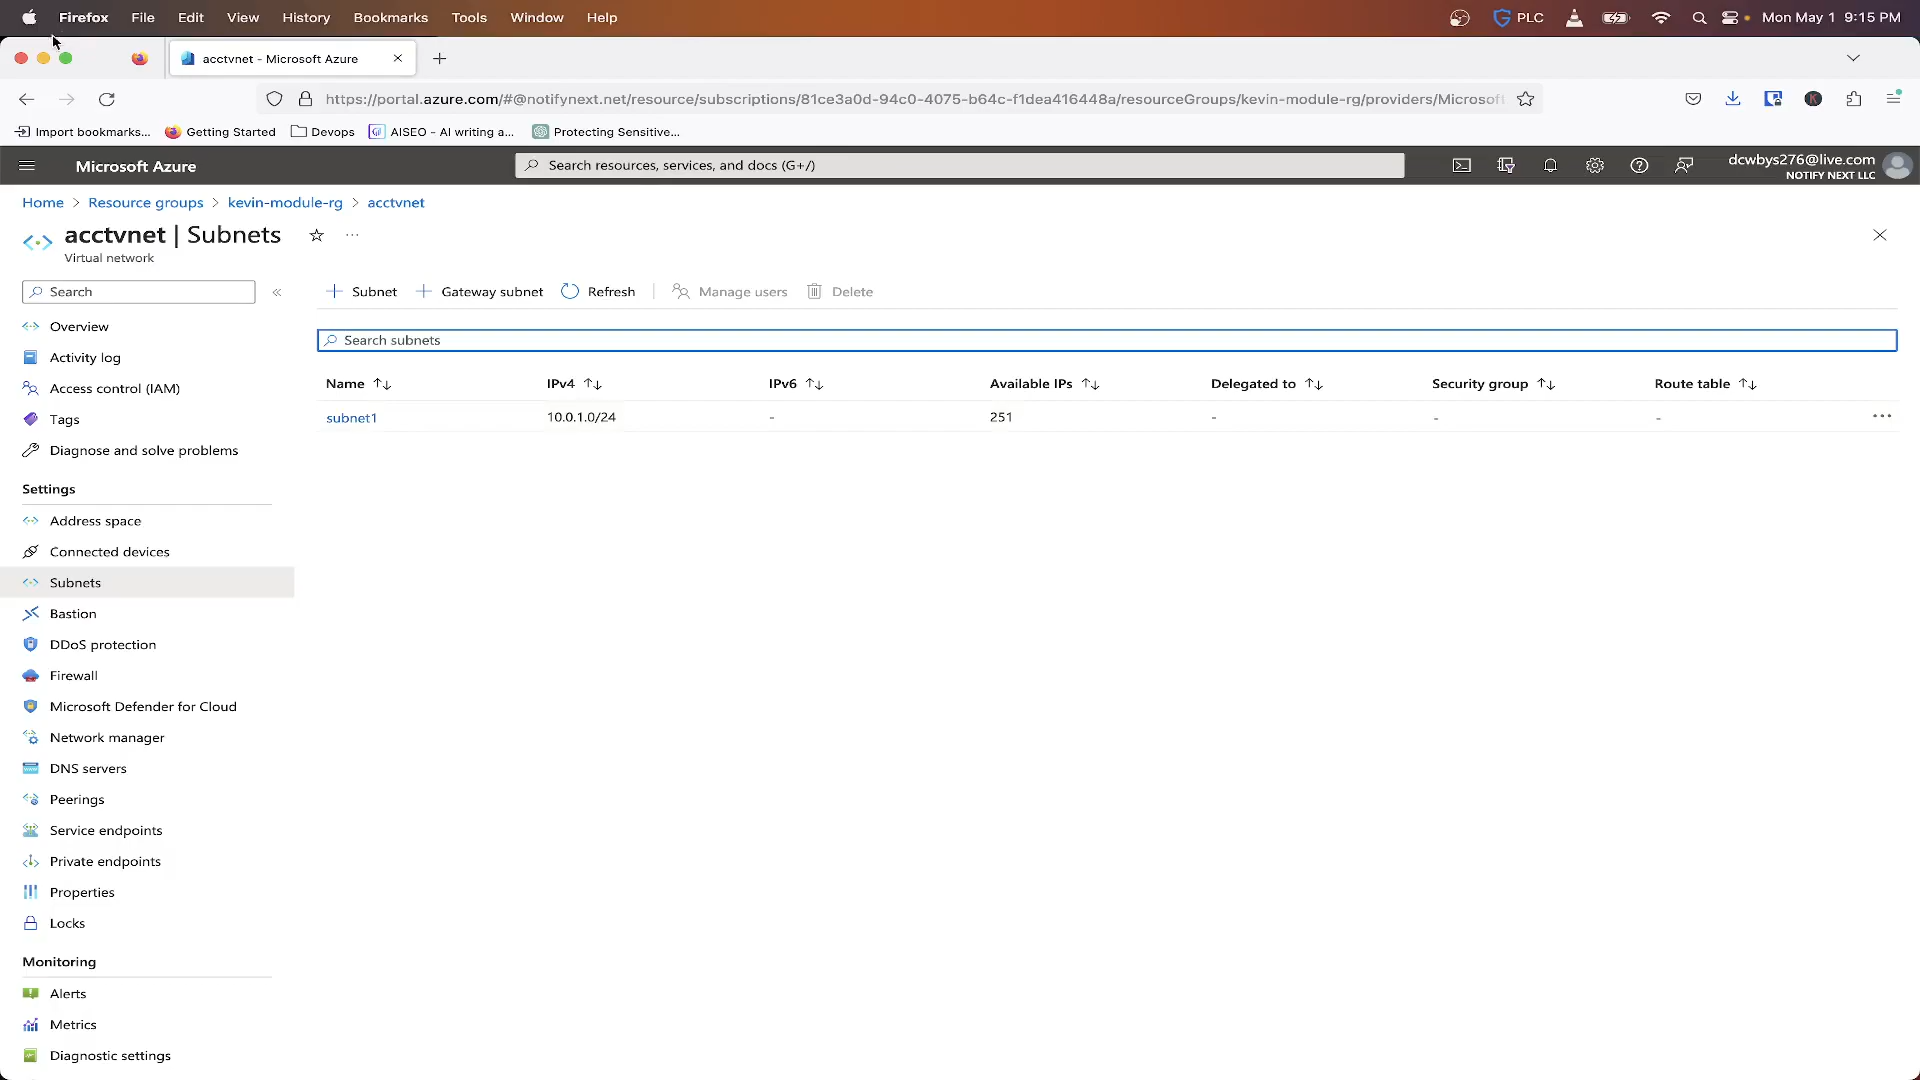 Firefox File Edit View History Bookmarks Tools Window Help PLC Mon May 1 9:15 PM
acctvnet - Microsoft Azure
https://portal.azure.com/#@notifynext.net/resource/subscriptions/81ce3a0d-94c0-4075-b64c-f1dea416448a/resourceGroups/kevin-module-rg/providers/Microsoft
Import bookmarks... Getting Started Devops AISEO - AI writing a... Protecting Sensitive...
Microsoft Azure Search resources, services, and docs (G+/) dcwbys276@live.com
NOTIFY NEXT LLC
Home > Resource groups > kevin-module-rg > acctvnet
acctvnet | Subnets ...
Virtual network
Search « + Subnet + Gateway subnet Refresh Manage users Delete
Search subnets
Name IPv4 IPv6 Available IPs Delegated to Security group Route table
subnet1 10.0.1.0/24 - 251 - - - ...
Overview
Activity log
Access control (IAM)
Tags
Diagnose and solve problems
Settings
Address space
Connected devices
Subnets
Bastion
DDoS protection
Firewall
Microsoft Defender for Cloud
Network manager
DNS servers
Peerings
Service endpoints
Private endpoints
Properties
Locks
Monitoring
Alerts
Metrics
Diagnostic settings